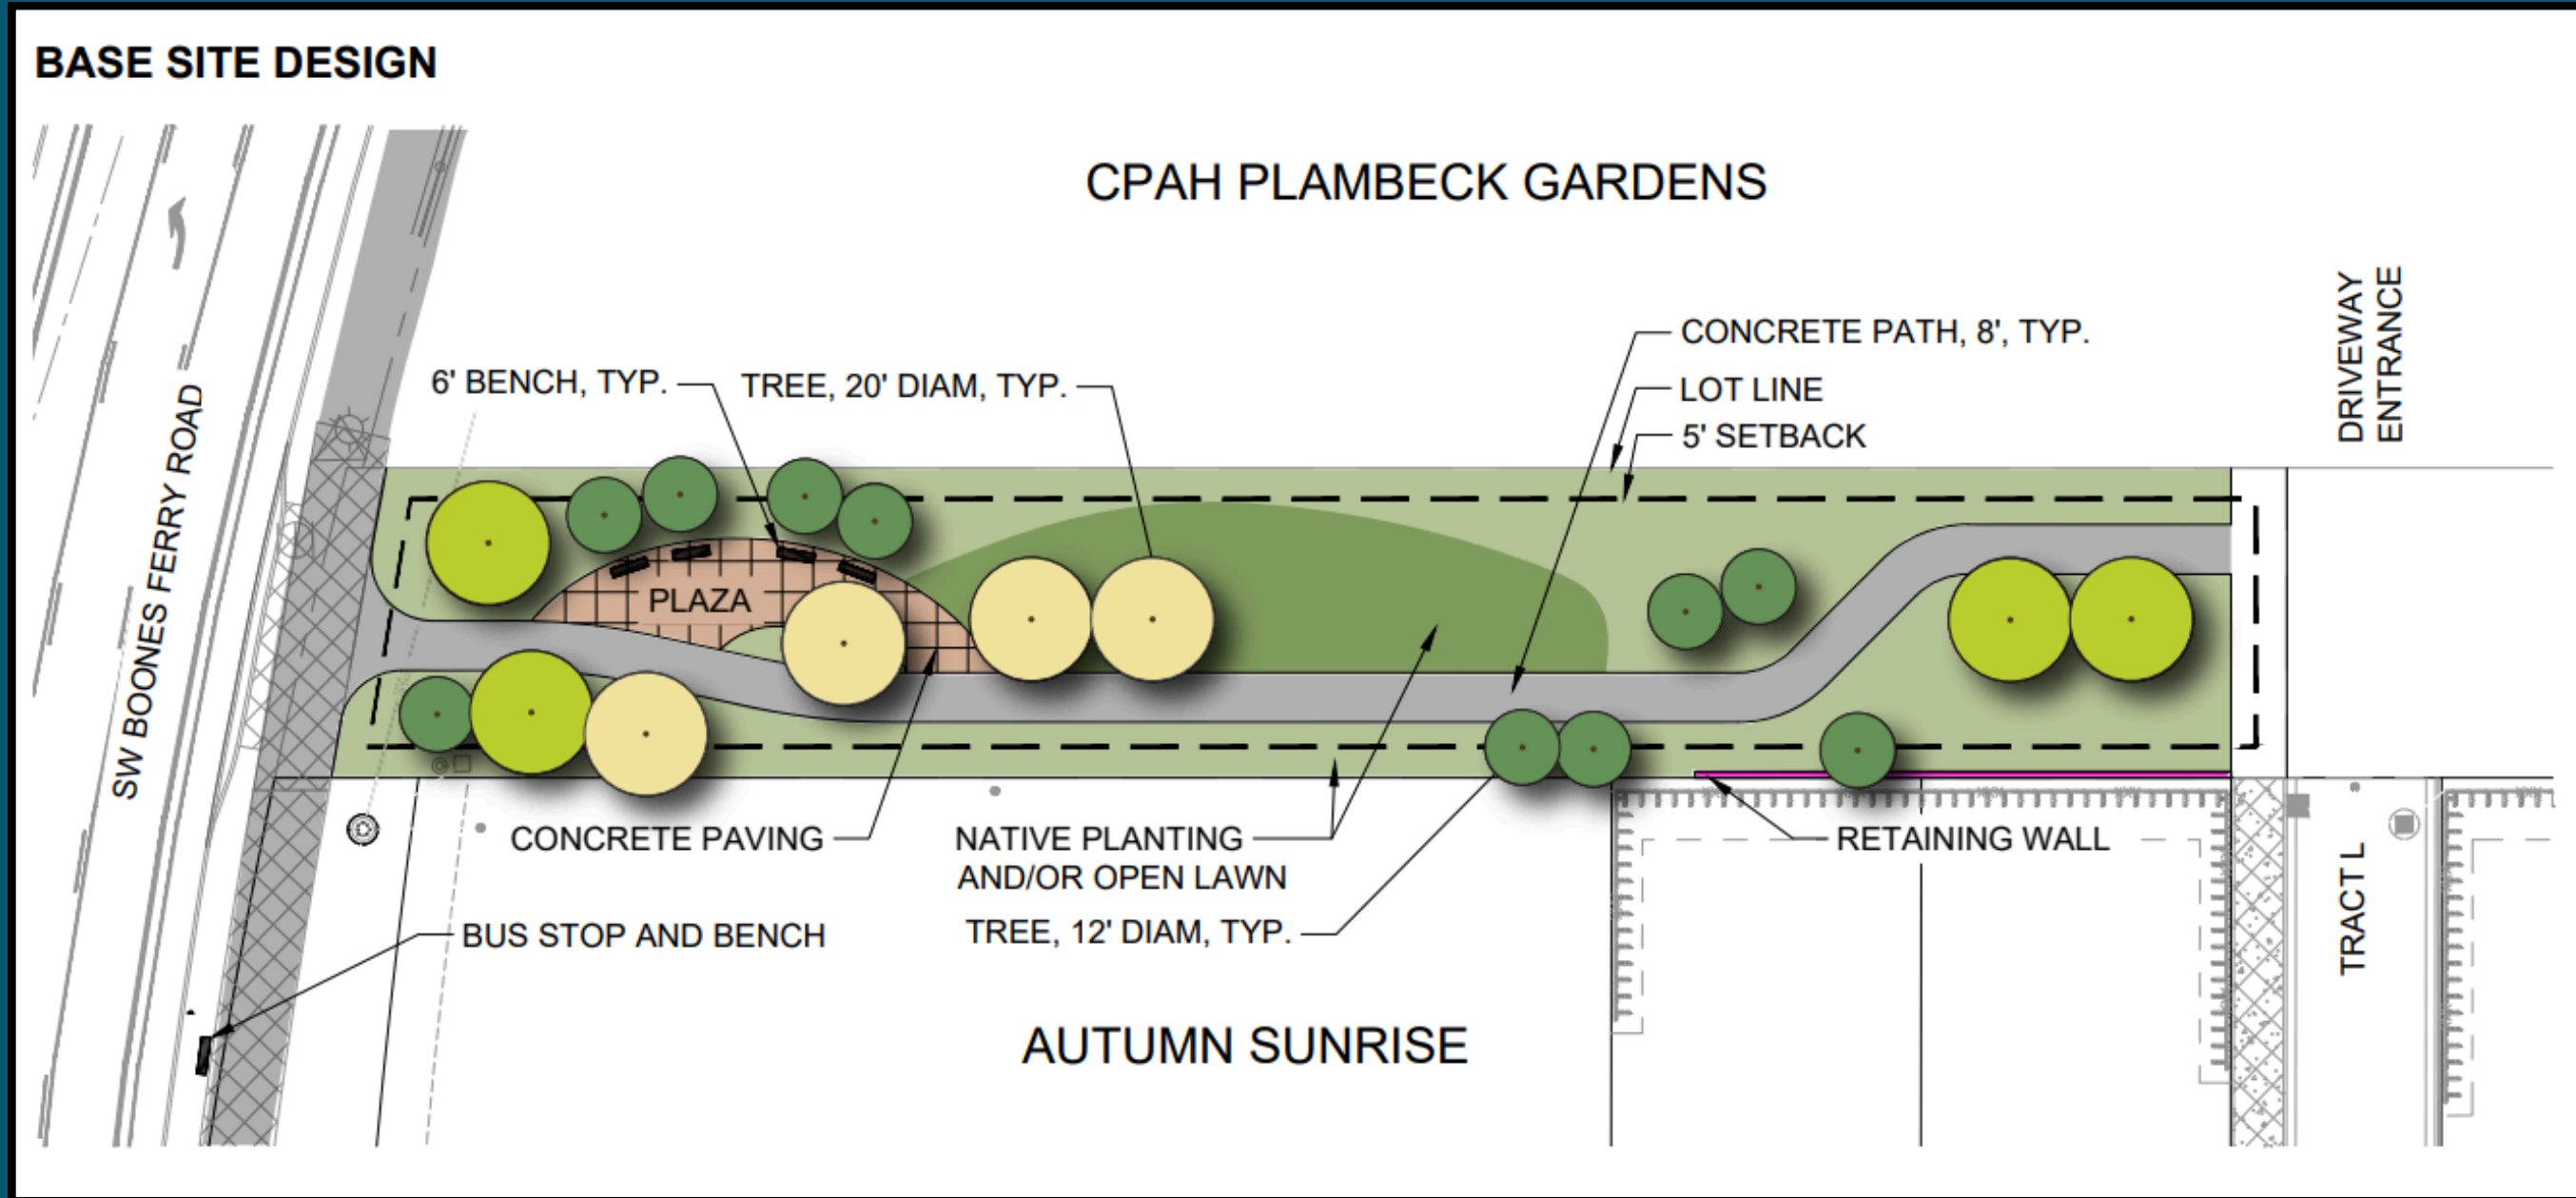 BASE SITE DESIGN
CPAH PLAMBECK GARDENS
DRIVEWAY
ENTRANCE
CONCRETE PATH, 8', TYP.
LOT LINE
5' SETBACK
6' BENCH, TYP.
TREE, 20' DIAM, TYP.
SW BOONES FERRY ROAD
PLAZA
CONCRETE PAVING
NATIVE PLANTING
AND/OR OPEN LAWN
RETAINING WALL
TREE, 12' DIAM, TYP.
BUS STOP AND BENCH
TRACT L
AUTUMN SUNRISE